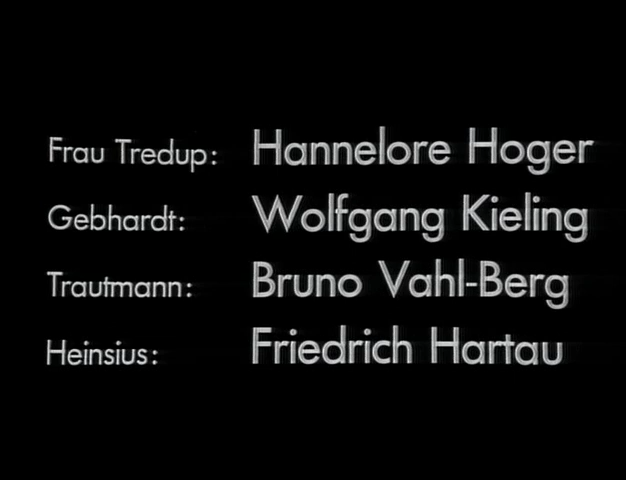 Frau Tredup: Hannelore Hoger
Gebhardt: Wolfgang Kieling
Trautmann: Bruno Vahl-Berg
Heinsius: Friedrich Hartau